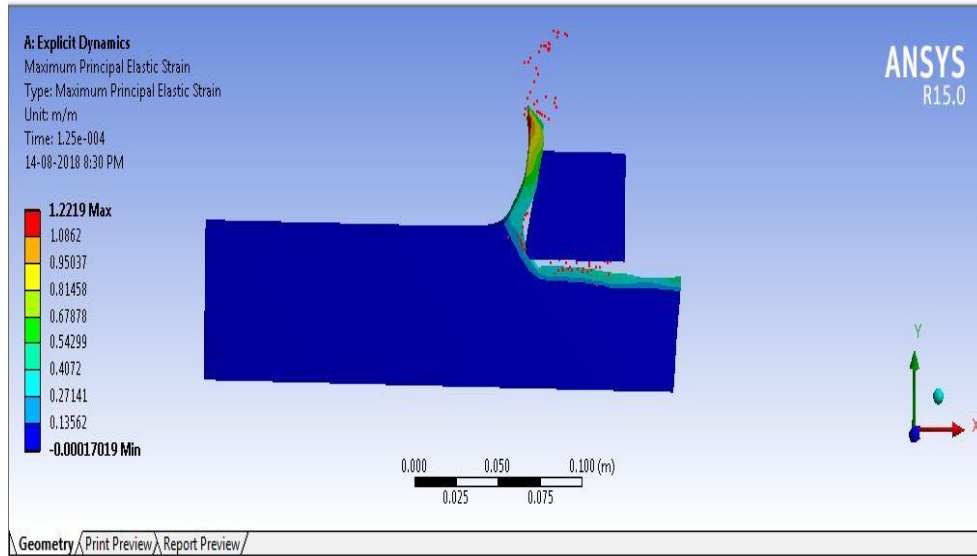 A: Explicit Dynamics
Maximum Principal Elastic Strain
Type: Maximum Principal Elastic Strain
Unit: m/m
Time: 1.25e-004
14-08-2018 8:30 PM
ANSYS
R15.0
1.2219 Max
1.0862
0.95037
0.81458
0.67878
0.54299
0.4072
0.27141
0.13562
-0.00017019 Min
Y
X
0.000 0.050 0.100 (m)
0.025 0.075
Geometry Print Preview Report Preview